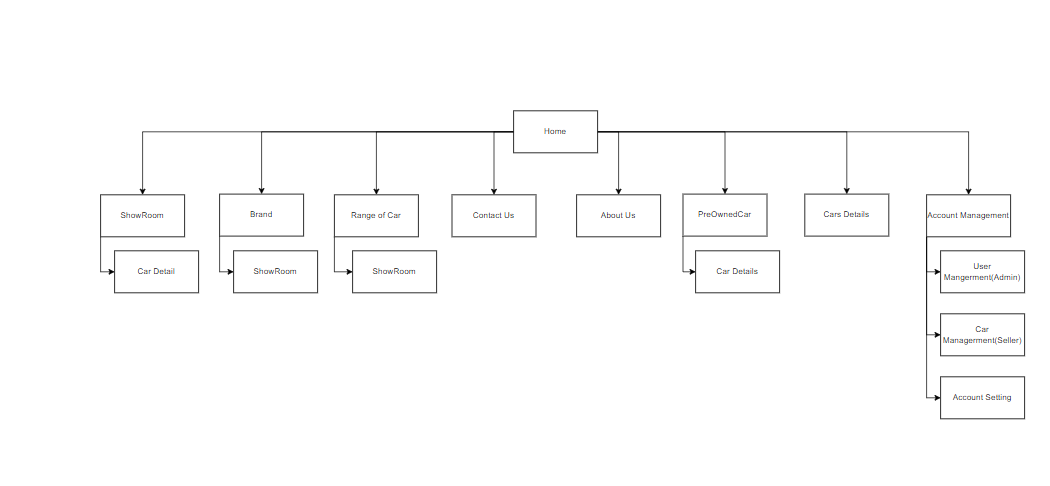 Home
ShowRoom
Brand
Range of Car
Contact Us
About Us
PreOwnedCar
Cars Details
Account Management
Car Detail
ShowRoom
ShowRoom
Car Details
User
Mangerment(Admin)
Car
Managerment(Seller)
Account Setting